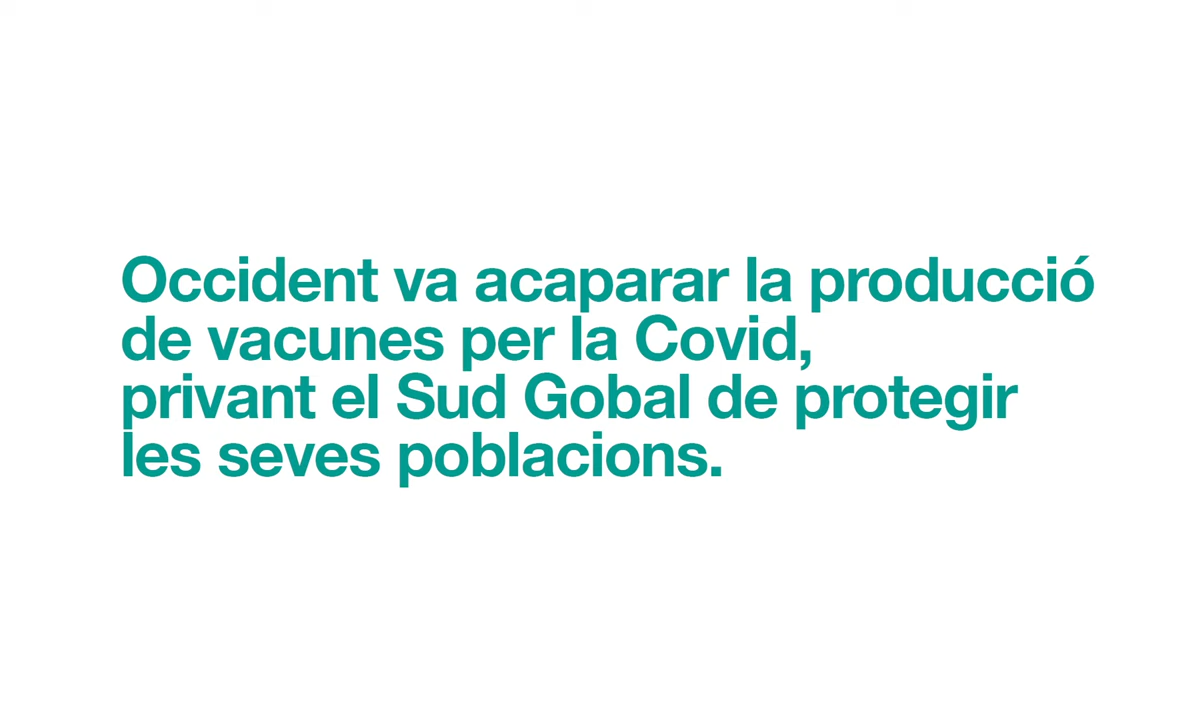 Occident va acaparar la producció
de vacunes per la Covid,
privant el Sud Gobal de protegir
les seves poblacions.